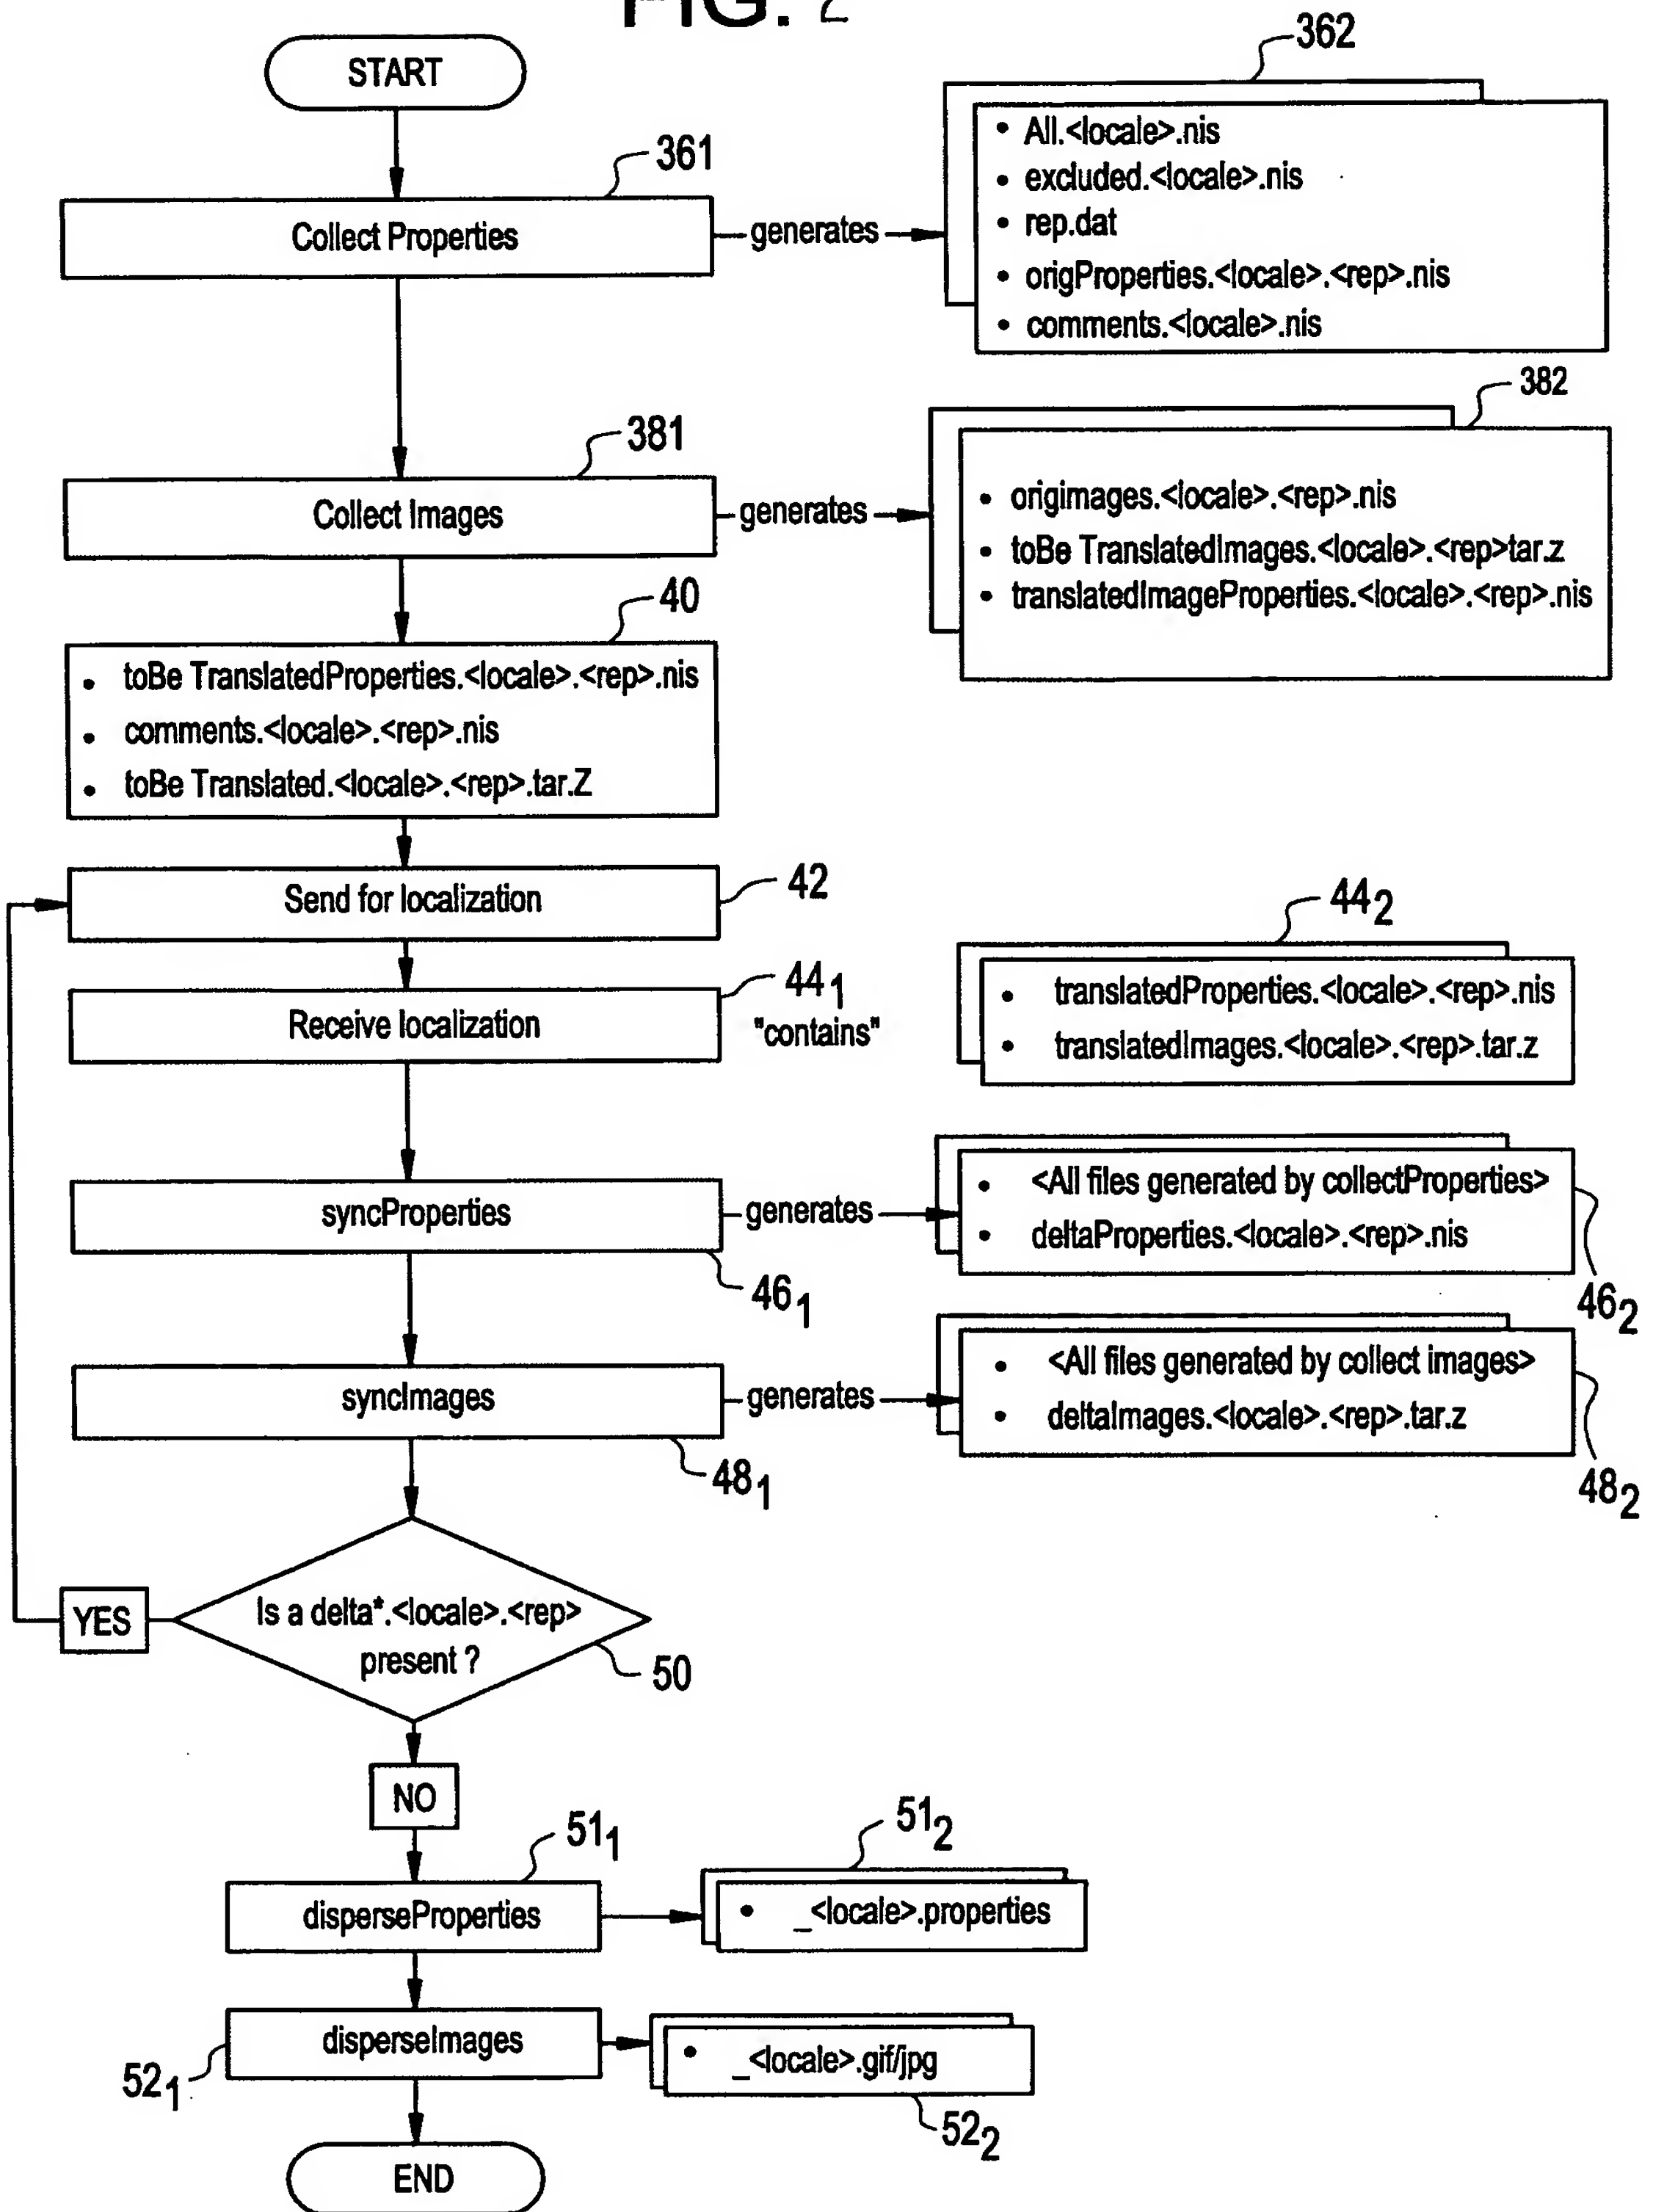 FIG. 2
START
362
• All.<locale>.nis
• excluded.<locale>.nis
• rep.dat
• origProperties.<locale>.<rep>.nis
• comments.<locale>.nis
361
Collect Properties
generates
382
381
Collect Images
generates
• origimages.<locale>.<rep>.nis
• toBe TranslatedImages.<locale>.<rep>tar.z
• translatedImageProperties.<locale>.<rep>.nis
40
• toBe TranslatedProperties.<locale>.<rep>.nis
• comments.<locale>.<rep>.nis
• toBe Translated.<locale>.<rep>.tar.Z
Send for localization
42
Receive localization
44₁
"contains"
44₂
• translatedProperties.<locale>.<rep>.nis
• translatedImages.<locale>.<rep>.tar.z
syncProperties
46₁
generates
• <All files generated by collectProperties>
• deltaProperties.<locale>.<rep>.nis
46₂
syncImages
48₁
generates
• <All files generated by collect images>
• deltaImages.<locale>.<rep>.tar.z
48₂
YES
Is a delta*.<locale>.<rep>
present ?
50
NO
51₁
disperseProperties
51₂
• _<locale>.properties
disperseImages
52₁
• _<locale>.gif/jpg
52₂
END